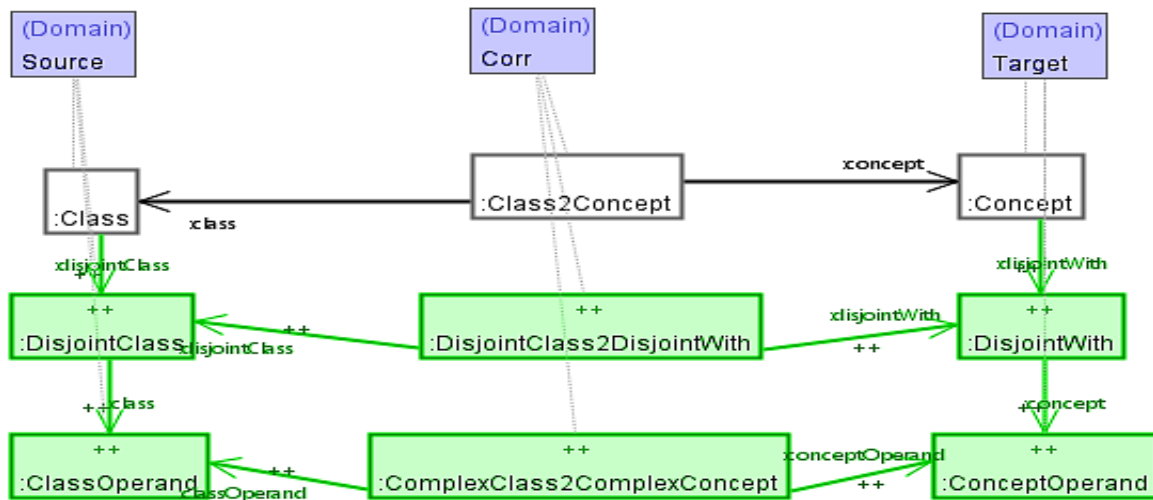 (Domain)
Source
(Domain)
Corr
(Domain)
Target
:concept
:Class
:Class2Concept
:Concept
:class
:disjointClass
++
:disjointWith
++
++
:DisjointClass
++
:disjointClass
++
:DisjointClass2DisjointWith
:disjointWith
++
++
:DisjointWith
++
:class
++
:concept
++
:ClassOperand
++
:classOperand
++
:ComplexClass2ComplexConcept
:conceptOperand
++
++
:ConceptOperand